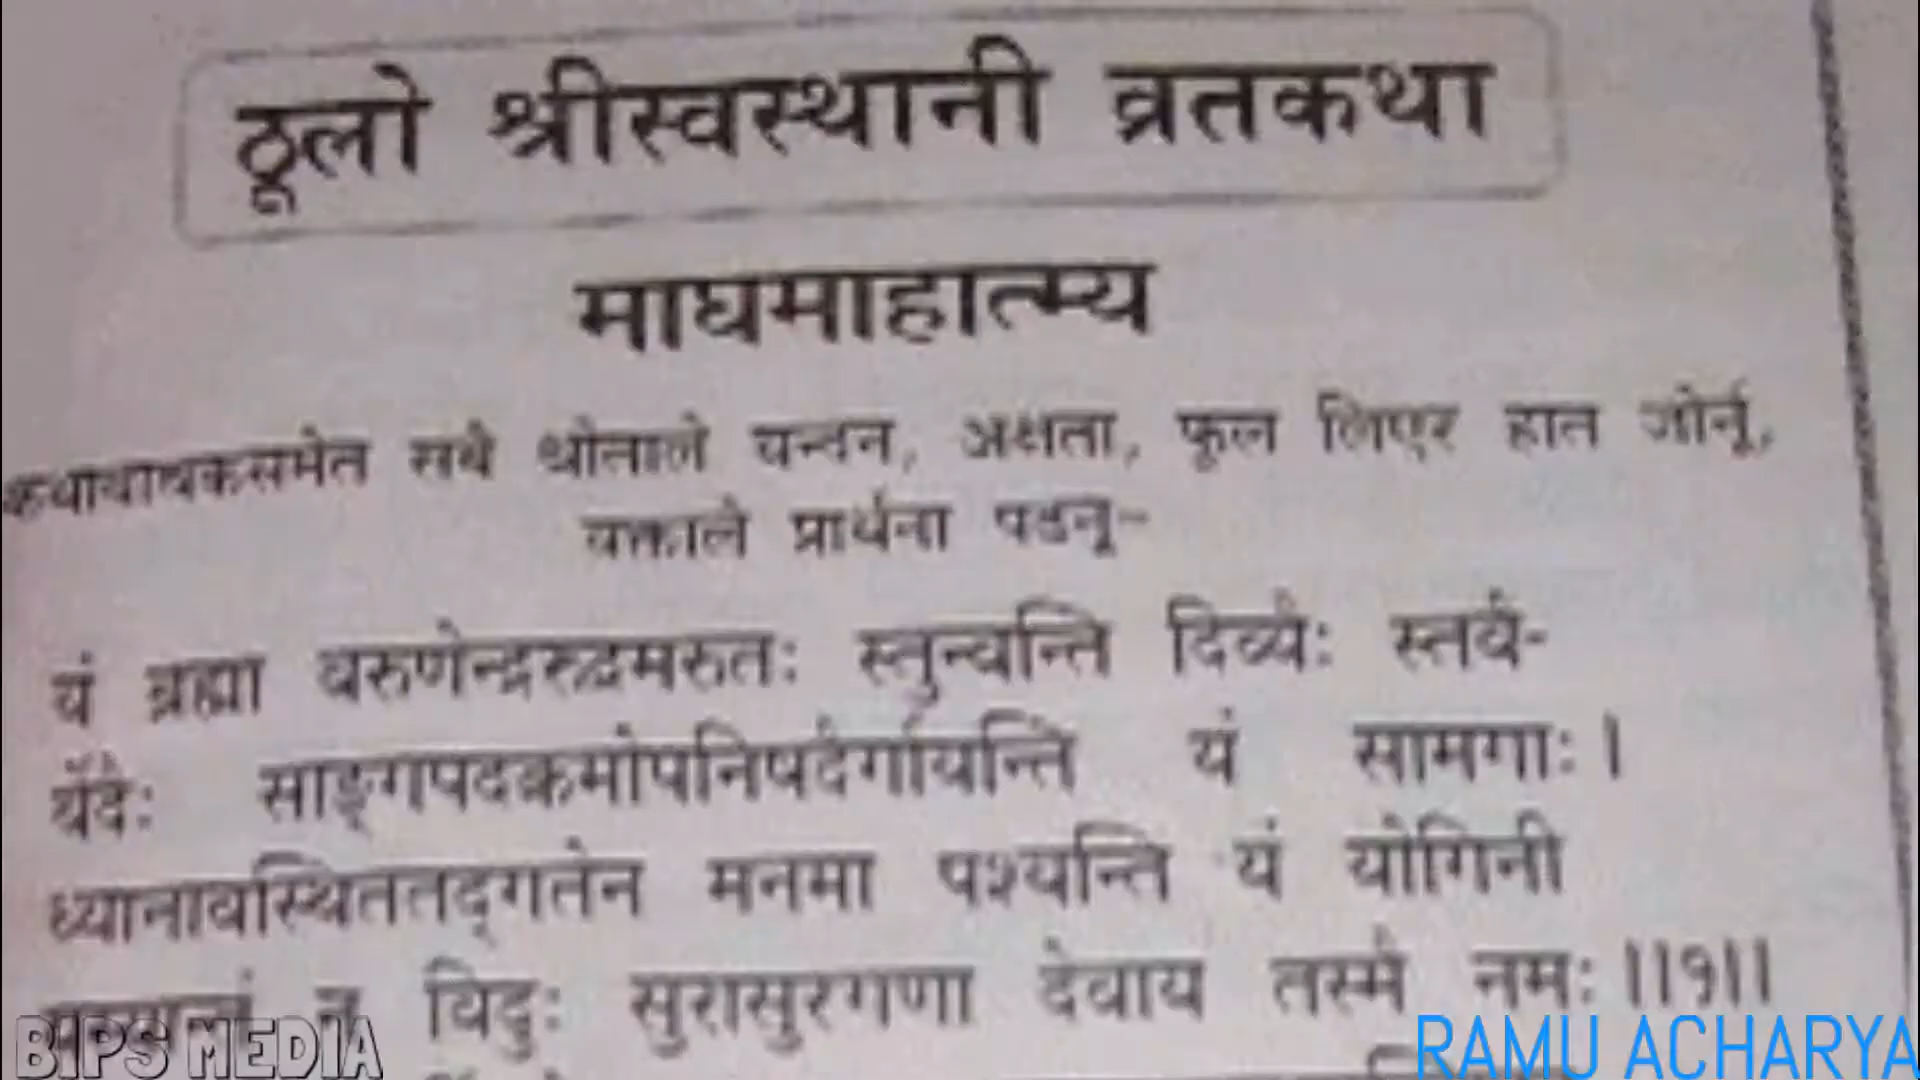 ठूलो श्रीस्वस्थानी व्रतकथा
माघमाहात्म्य
कथावाचकसमेत सबै श्रोताले चन्दन, अक्षता, फूल लिएर हात जोर्नू,
वक्ताले प्रार्थना पढनू–
यं ब्रह्मा वरुणेन्द्ररुद्रमरुतः स्तुन्वन्ति दिव्यैः स्तवै-
र्वेदैः साङ्गपदक्रमोपनिषदैर्गायन्ति यं सामगाः ।
ध्यानावस्थिततद्‌गतेन मनसा पश्यन्ति यं योगिनो
न विदुः सुरासुरगणा देवाय तस्मै नमः ।।१।।
BIPS MEDIA
RAMU ACHARYA